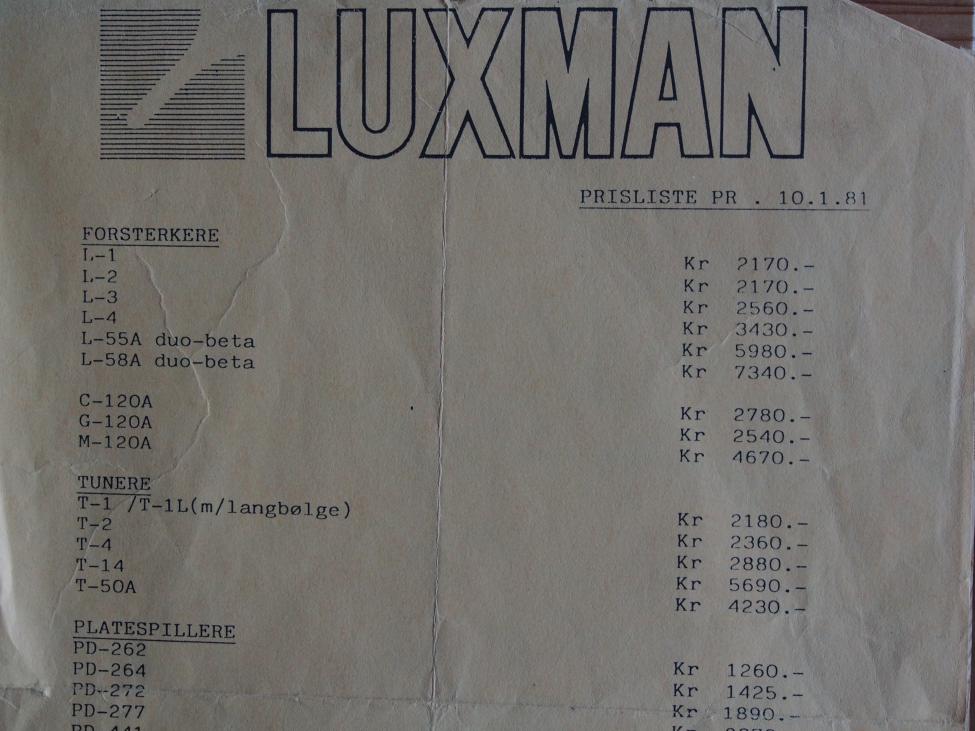 LUXMAN
PRISLISTE PR . 10.1.81
FORSTERKERE
L-1 Kr 2170.-
L-2 Kr 2170.-
L-3 Kr 2560.-
L-4 Kr 3430.-
L-55A duo-beta Kr 5980.-
L-58A duo-beta Kr 7340.-
C-120A Kr 2780.-
G-120A Kr 2540.-
M-120A Kr 4670.-
TUNERE
T-1 /T-1L(m/langbølge) Kr 2180.-
T-2 Kr 2360.-
T-4 Kr 2880.-
T-14 Kr 5690.-
T-50A Kr 4230.-
PLATESPILLERE
PD-262 Kr 1260.-
PD-264 Kr 1425.-
PD-272 Kr 1890.-
PD-277